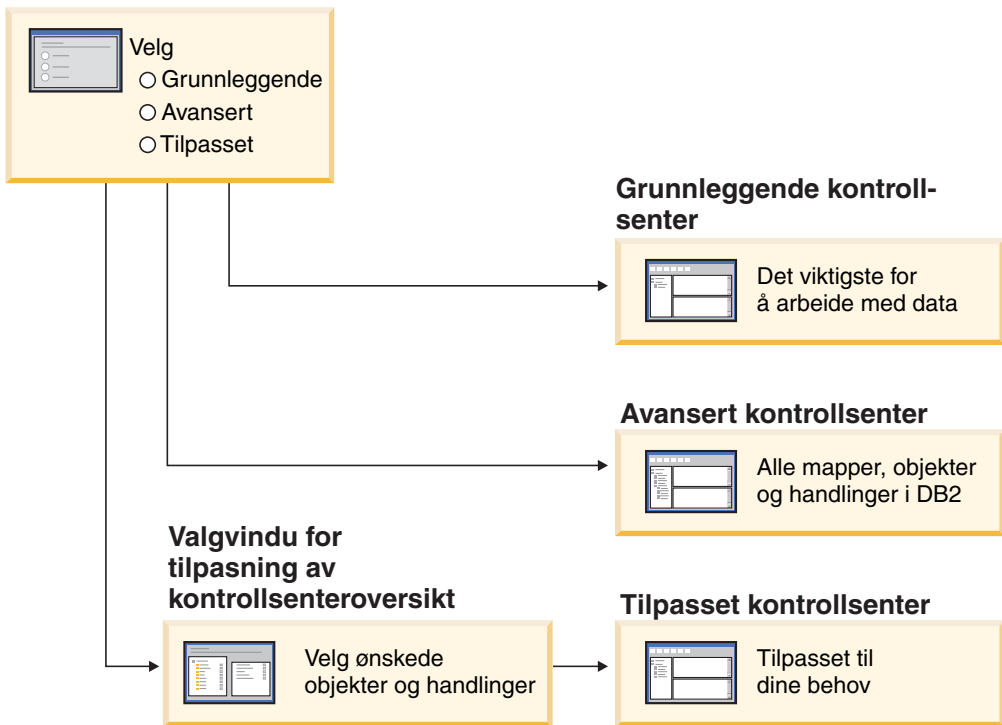 Velg
Grunnleggende
Avansert
Tilpasset
Grunnleggende kontroll-
senter
Det viktigste for
å arbeide med data
Avansert kontrollsenter
Alle mapper, objekter
og handlinger i DB2
Valgvindu for
tilpasning av
kontrollsenteroversikt
Velg ønskede
objekter og handlinger
Tilpasset kontrollsenter
Tilpasset til
dine behov